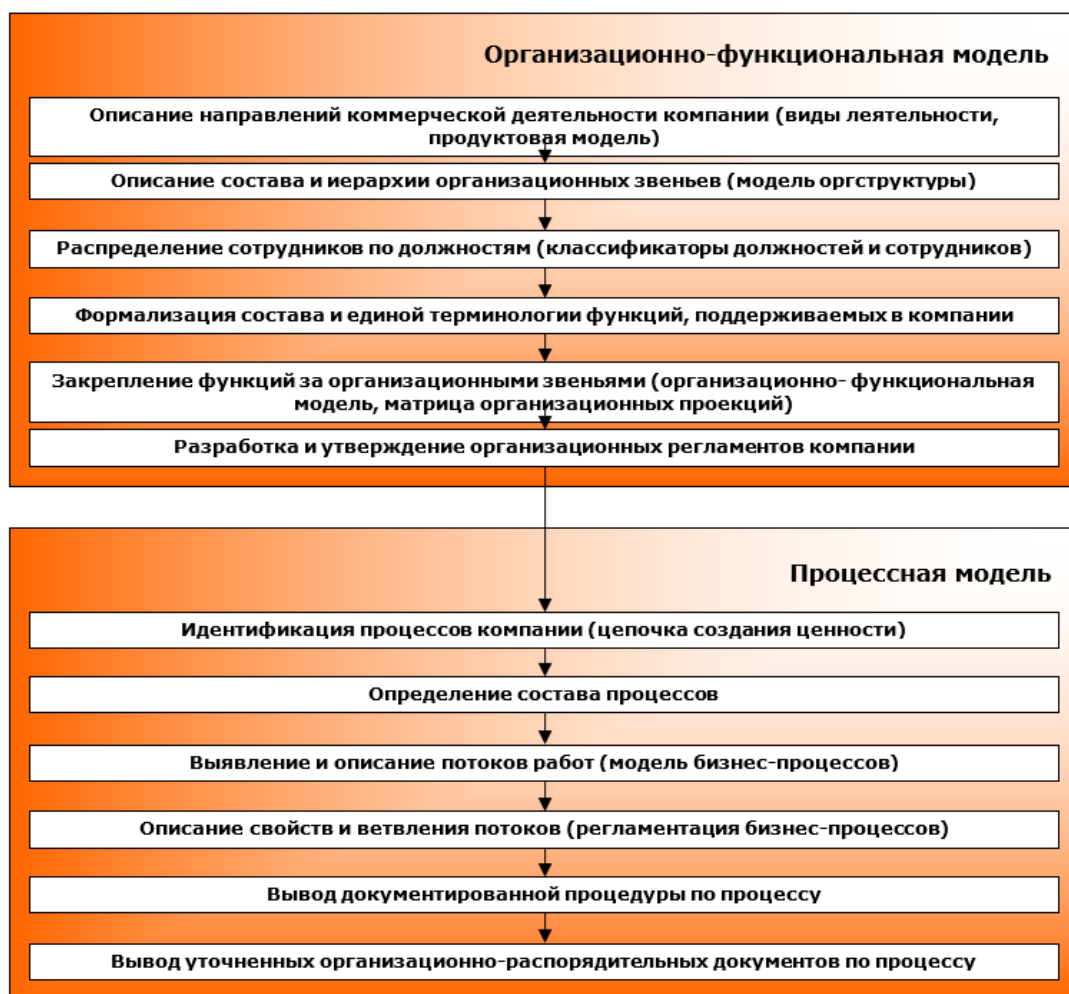 Организационно-функциональная модель
Описание направлений коммерческой деятельности компании (виды леятельности,
продуктовая модель)
Описание состава и иерархии организационных звеньев (модель оргструктуры)
Распределение сотрудников по должностям (классификаторы должностей и сотрудников)
Формализация состава и единой терминологии функций, поддерживаемых в компании
Закрепление функций за организационными звеньями (организационно- функциональная
модель, матрица организационных проекций)
Разработка и утверждение организационных регламентов компании
Процессная модель
Идентификация процессов компании (цепочка создания ценности)
Определение состава процессов
Выявление и описание потоков работ (модель бизнес-процессов)
Описание свойств и ветвления потоков (регламентация бизнес-процессов)
Вывод документированной процедуры по процессу
Вывод уточненных организационно-распорядительных документов по процессу